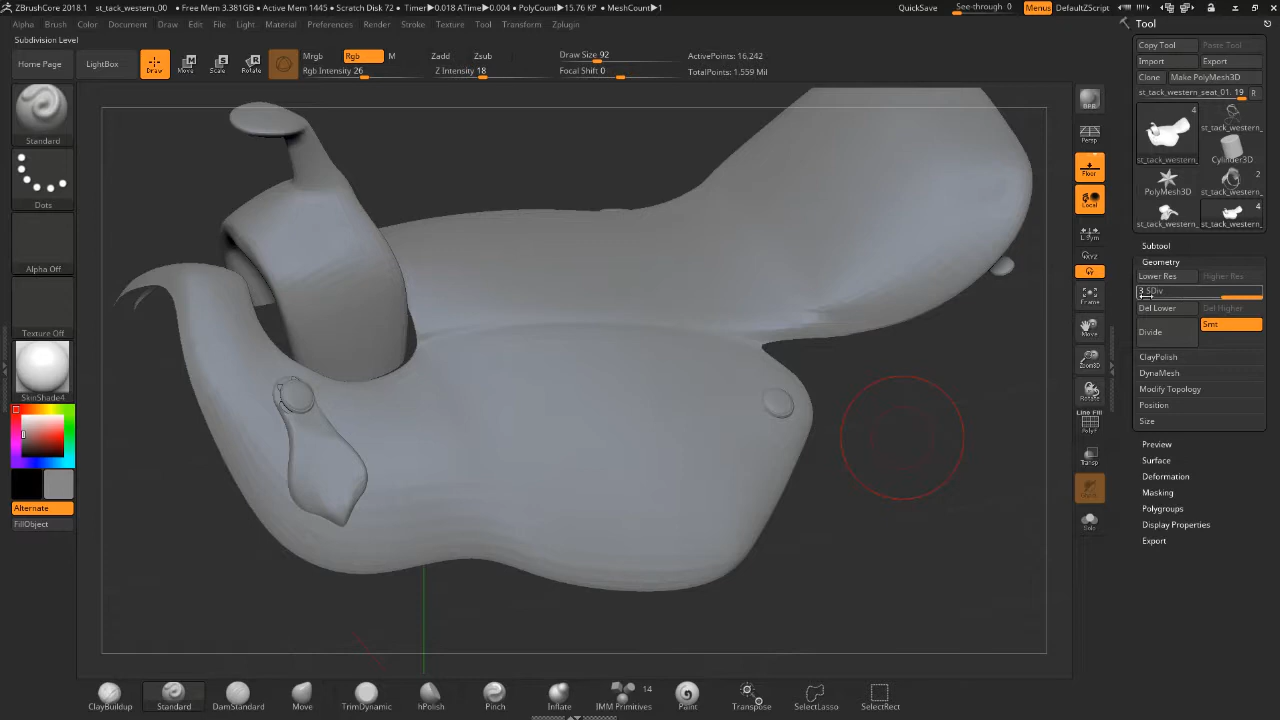 ZBrushCore 2018.1 • Free Mem 3.381GB • Active Mem 1445 • Scratch Disk 72 • Timer▶0.018 ATime▶0.004 • PolyCount▶15.76 KP • MeshCount▶1 QuickSave See-through 0 Menus DefaultZScript
Alpha Brush Color Document Draw Edit File Layer Light Material Preferences Render Stroke Texture Tool Transform Zplugin Tool
Subdivision Level
Home Page LightBox Draw Move Scale Rotate
Mrgb Rgb M Zadd Zsub Draw Size 92 ActivePoints: 16.242
Rgb Intensity 26 Z Intensity 18 Focal Shift 0 TotalPoints: 1.559 Mil
Copy Tool Paste Tool
Import Export
Clone Make PolyMesh3D
st_tack_western_seat_01. 19 R
4
st_tack_western_
st_tack_western_ Cylinder3D
2
PolyMesh3D st_tack_western_
4
st_tack_western_ st_tack_western_
Subtool
Geometry
Lower Res Higher Res
3 SDiv
Del Lower Del Higher
Divide Smt
ClayPolish
DynaMesh
Modify Topology
Position
Size
Preview
Surface
Deformation
Masking
Polygroups
Display Properties
Export
Standard
Dots
Alpha Off
Texture Off
SkinShade4
Alternate
FillObject
BPR
Persp
Floor
Local
L.Sym
Frame
Move
Zoom3D
Rotate
Line Fill
PolyF
Transp
Solo
ClayBuildup Standard DamStandard Move TrimDynamic hPolish Pinch Inflate IMM Primitives 14 Paint Transpose SelectLasso SelectRect